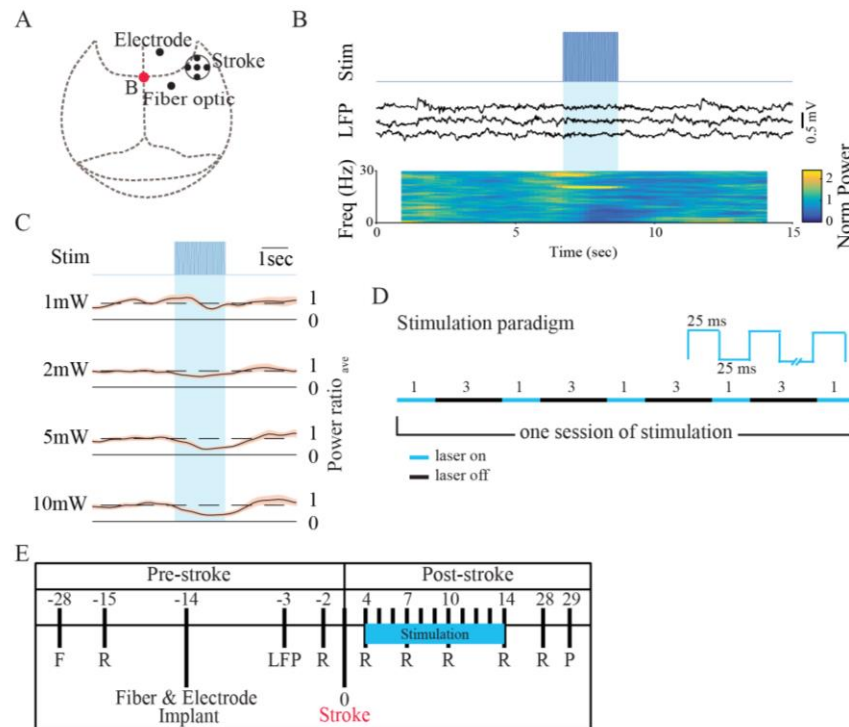 A
Electrode
Stroke
B
Fiber optic
B
Stim
LFP
0.5 mV
Freq (Hz)
30
0
0 5 10 15
Time (sec)
2
1
0
Norm Power
C
Stim
1sec
1mW
1
0
2mW
1
0
5mW
1
0
10mW
1
0
Power ratio ave
D
Stimulation paradigm
25 ms
25 ms
1 3 1 3 1 3 1 3 1
one session of stimulation
laser on
laser off
E
Pre-stroke Post-stroke
-28 -15 -14 -3 -2 4 7 10 14 28 29
Stimulation
F R LFP R R R R R R P
Fiber & Electrode
Implant
0
Stroke